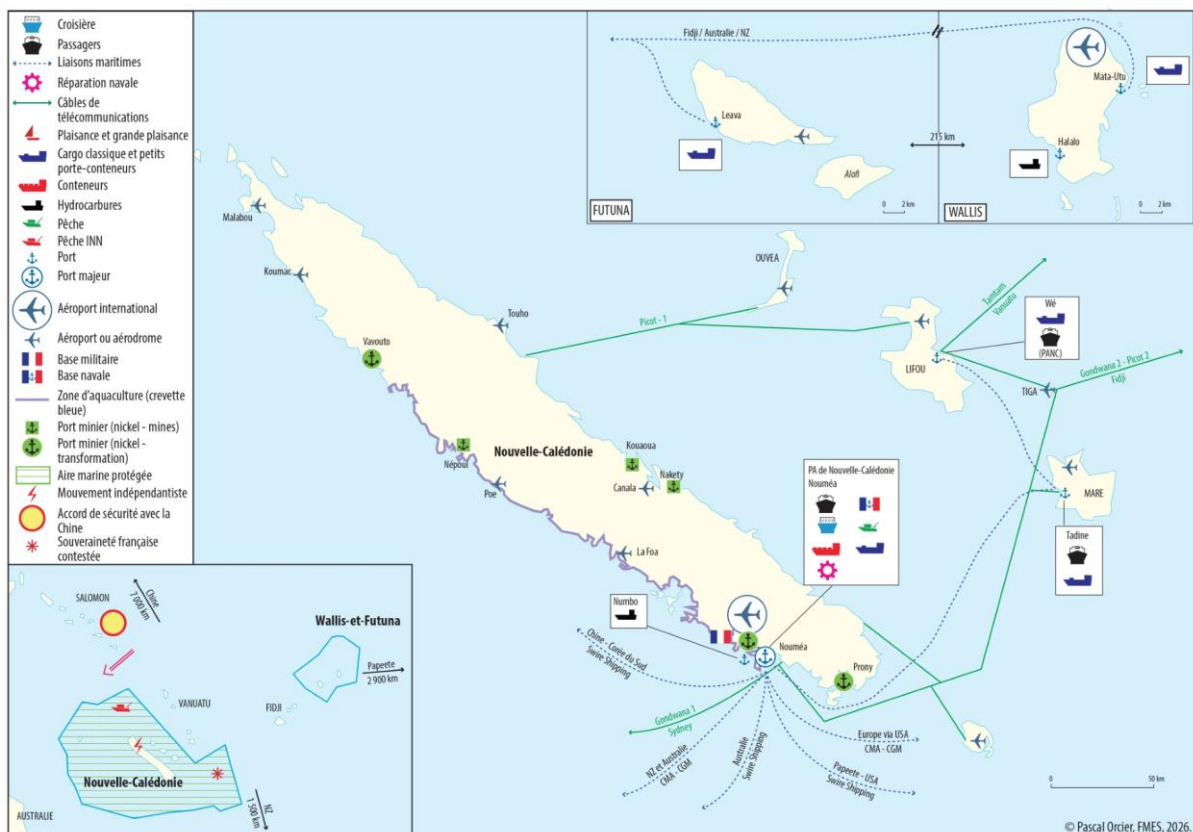 Croisière
Passagers
Liaisons maritimes
Réparation navale
Câbles de
télécommunications
Plaisance et grande plaisance
Cargo classique et petits
porte-conteneurs
Conteneurs
Hydrocarbures
Pêche
Pêche INN
Port
Port majeur
Aéroport international
Aéroport ou aérodrome
Base militaire
Base navale
Zone d'aquaculture (crevette
bleue)
Port minier (nickel - mines)
Port minier (nickel -
transformation)
Aire marine protégée
Mouvement indépendantiste
Accord de sécurité avec la
Chine
Souveraineté française
contestée
Fidji / Australie / NZ
Leava
Alofi
0 2 km
FUTUNA
215 km
Mata-Utu
Halalo
0 2 km
WALLIS
Malabou
Koumac
Touho
Vavouto
Népoui
Poe
Nouvelle-Calédonie
Kouaoua
Canala
Nakety
La Foa
OUVEA
Picot - 1
Tamtam
Vanuatu
Wé
(PANC)
LIFOU
Gondwana 2 - Picot 2
Fidji
TIGA
MARE
Tadine
PA de Nouvelle-Calédonie
Nouméa
Numbo
Nouméa
Prony
Chine - Corée du Sud
Swire Shipping
Gondwana 1
Sydney
NZ et Australie
CMA - CGM
Australie
Swire Shipping
Europe via USA
CMA - CGM
Papeete - USA
Swire Shipping
0 50 km
SALOMON
Chine
7 000 km
Wallis-et-Futuna
Papeete
2 900 km
VANUATU
FIDJI
Nouvelle-Calédonie
NZ
1 500 km
AUSTRALIE
© Pascal Orcier, FMES, 2026.